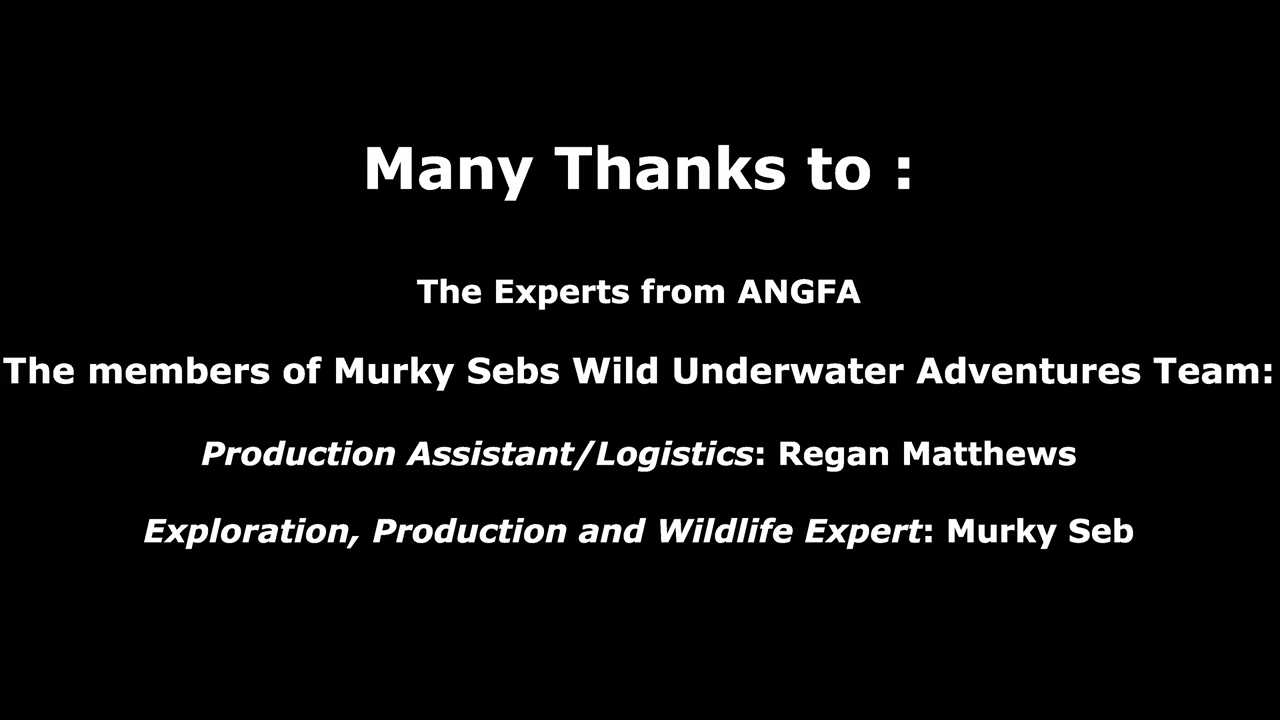 Many Thanks to :
The Experts from ANGFA
The members of Murky Sebs Wild Underwater Adventures Team:
Production Assistant/Logistics: Regan Matthews
Exploration, Production and Wildlife Expert: Murky Seb